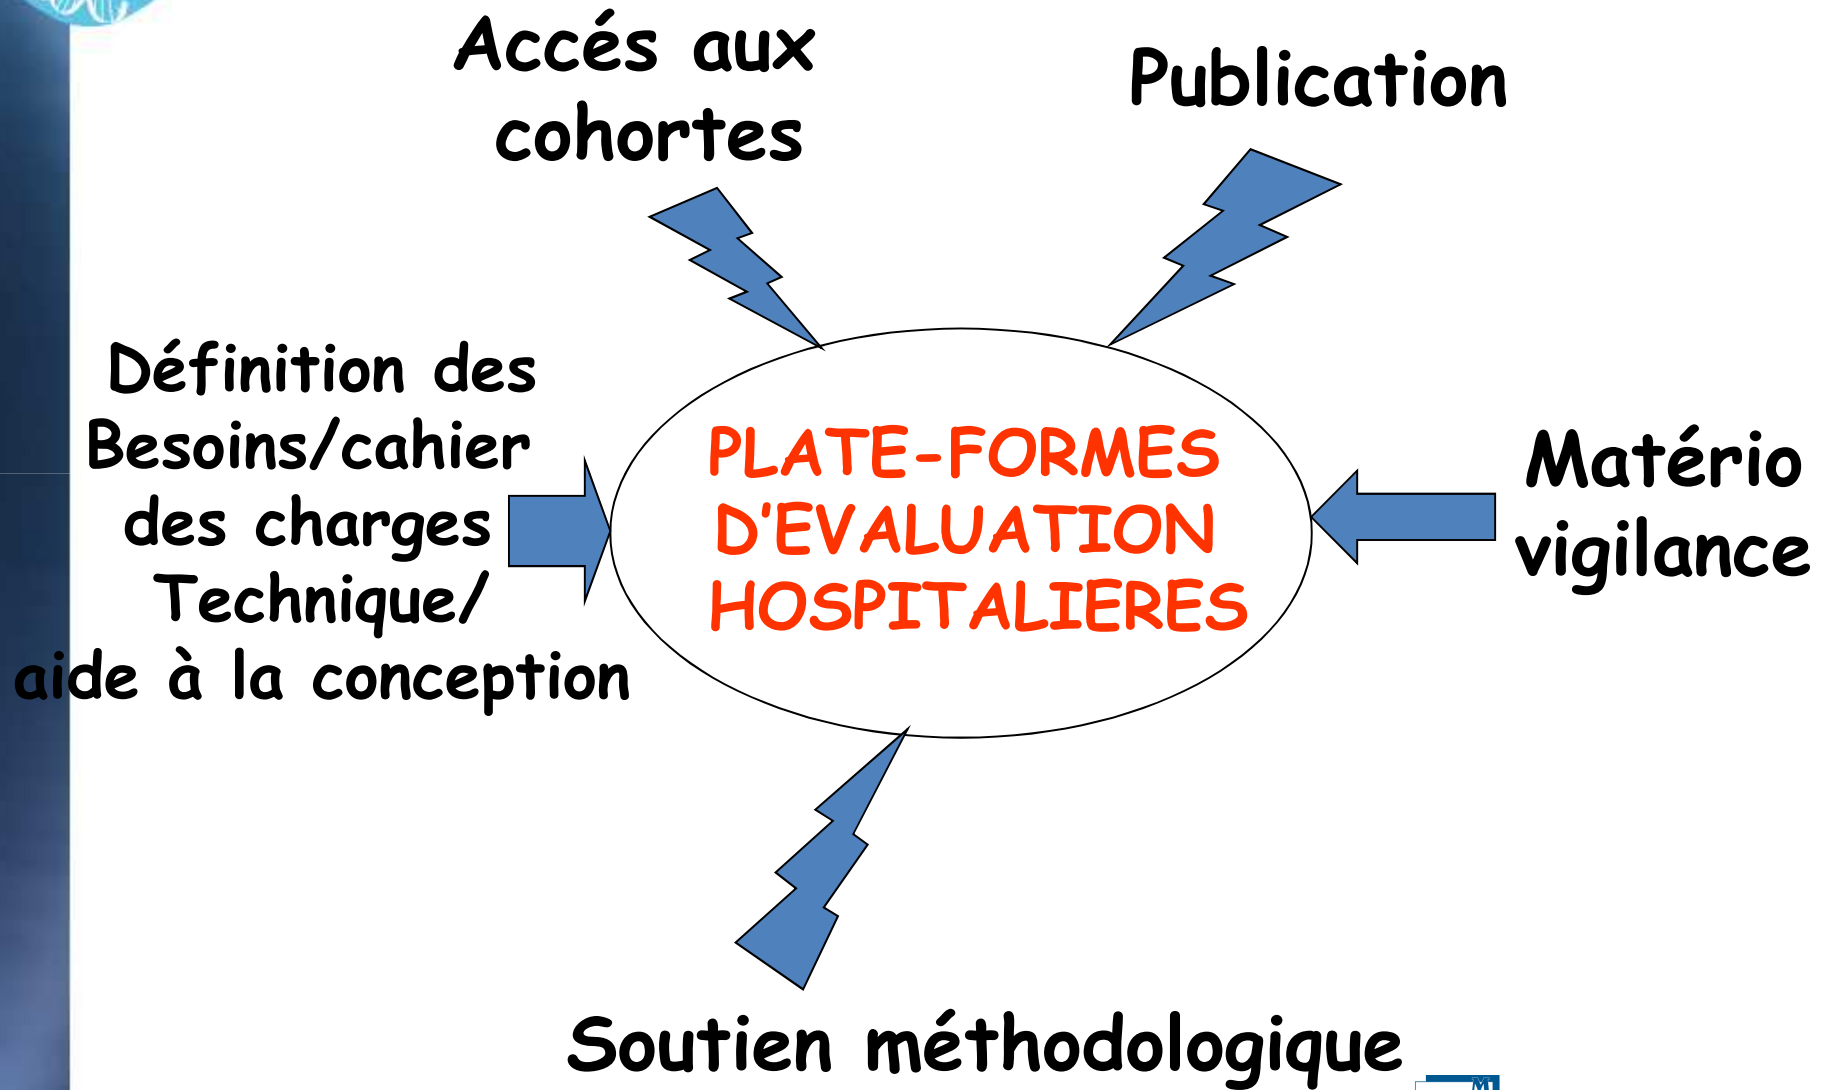 Accés aux
cohortes
Publication
Définition des
Besoins/cahier
des charges
Technique/
aide à la conception
PLATE-FORMES
D'EVALUATION
HOSPITALIERES
Matério
vigilance
Soutien méthodologique